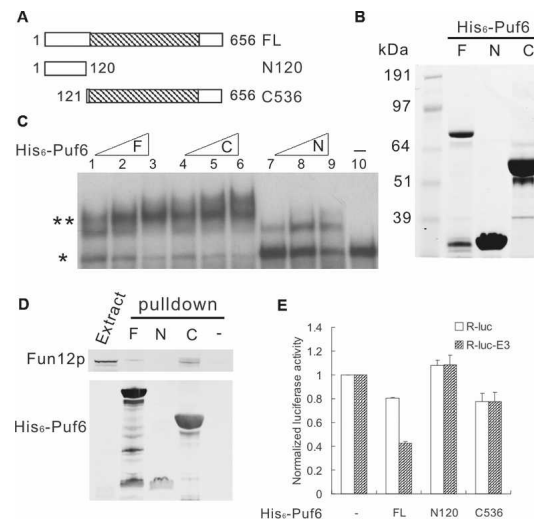 A
1 656 FL
1 120 N120
121 656 C536
B
His6-Puf6
kDa F N C
191
97
64
51
39
C
His6-Puf6 F C N –
1 2 3 4 5 6 7 8 9 10
**
*
D
Extract pulldown
F N C -
Fun12p
His6-Puf6
E
R-luc
R-luc-E3
Normalized luciferase activity
1.4
1.2
1
0.8
0.6
0.4
0.2
0
His6-Puf6 - FL N120 C536